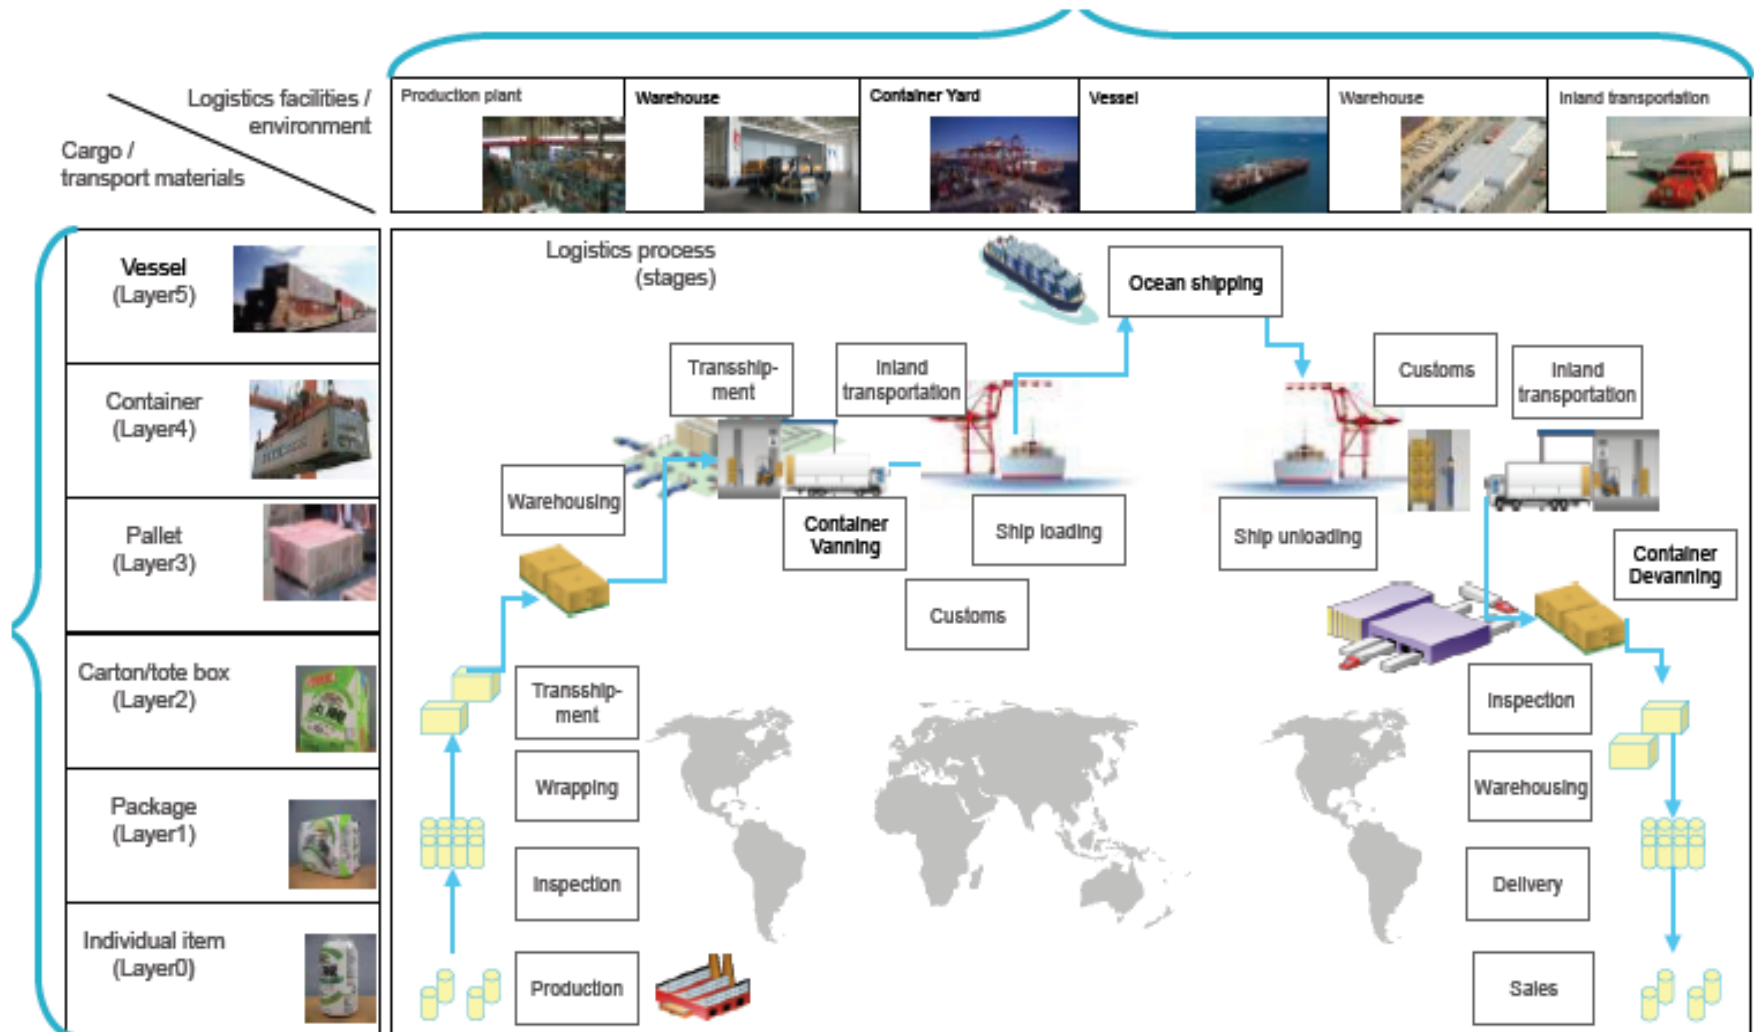 Logistics facilities /
environment
Cargo /
transport materials
Production plant
Warehouse
Container Yard
Vessel
Warehouse
Inland transportation
Vessel
(Layer5)
Container
(Layer4)
Pallet
(Layer3)
Carton/tote box
(Layer2)
Package
(Layer1)
Individual item
(Layer0)
Logistics process
(stages)
Ocean shipping
Transship-
ment
Inland
transportation
Customs
Inland
transportation
Warehousing
Container
Vanning
Ship loading
Ship unloading
Container
Devanning
Customs
Transship-
ment
Inspection
Wrapping
Warehousing
Inspection
Delivery
Production
Sales